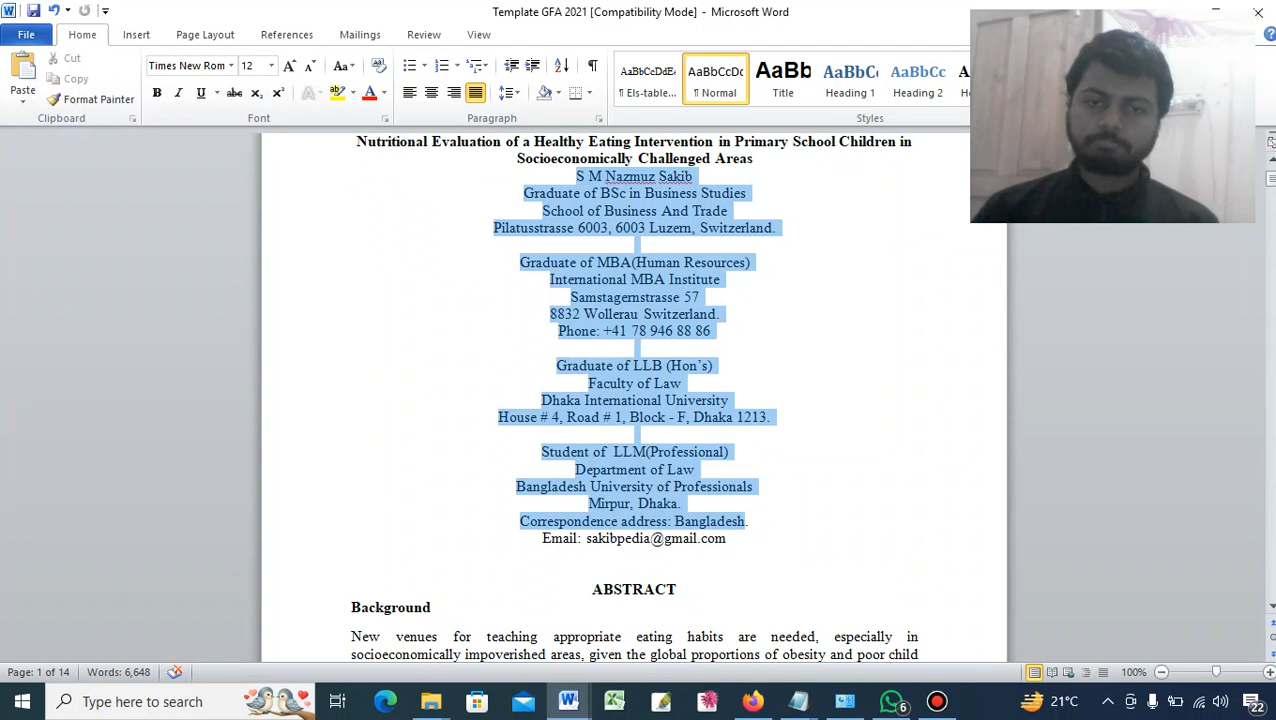 Template GFA 2021 [Compatibility Mode] - Microsoft Word
File Home Insert Page Layout References Mailings Review View
Paste
Cut
Copy
Format Painter
Clipboard
Times New Rom 12
Font
Paragraph
AaBbCcDdE AaBbCcDc AaBb AaBbCc AaBbCc
¶ Els-table... ¶ Normal Title Heading 1 Heading 2
Styles
Nutritional Evaluation of a Healthy Eating Intervention in Primary School Children in
Socioeconomically Challenged Areas
S M Nazmuz Sakib
Graduate of BSc in Business Studies
School of Business And Trade
Pilatusstrasse 6003, 6003 Luzern, Switzerland.
Graduate of MBA(Human Resources)
International MBA Institute
Samstagernstrasse 57
8832 Wollerau Switzerland.
Phone: +41 78 946 88 86
Graduate of LLB (Hon’s)
Faculty of Law
Dhaka International University
House # 4, Road # 1, Block - F, Dhaka 1213.
Student of  LLM(Professional)
Department of Law
Bangladesh University of Professionals
Mirpur, Dhaka.
Correspondence address: Bangladesh.
Email: sakibpedia@gmail.com
ABSTRACT
Background
New venues for teaching appropriate eating habits are needed, especially in
socioeconomically impoverished areas, given the global proportions of obesity and poor child
Page: 1 of 14 Words: 6,648 100%
Type here to search 6 21°C 9:54 PM 22